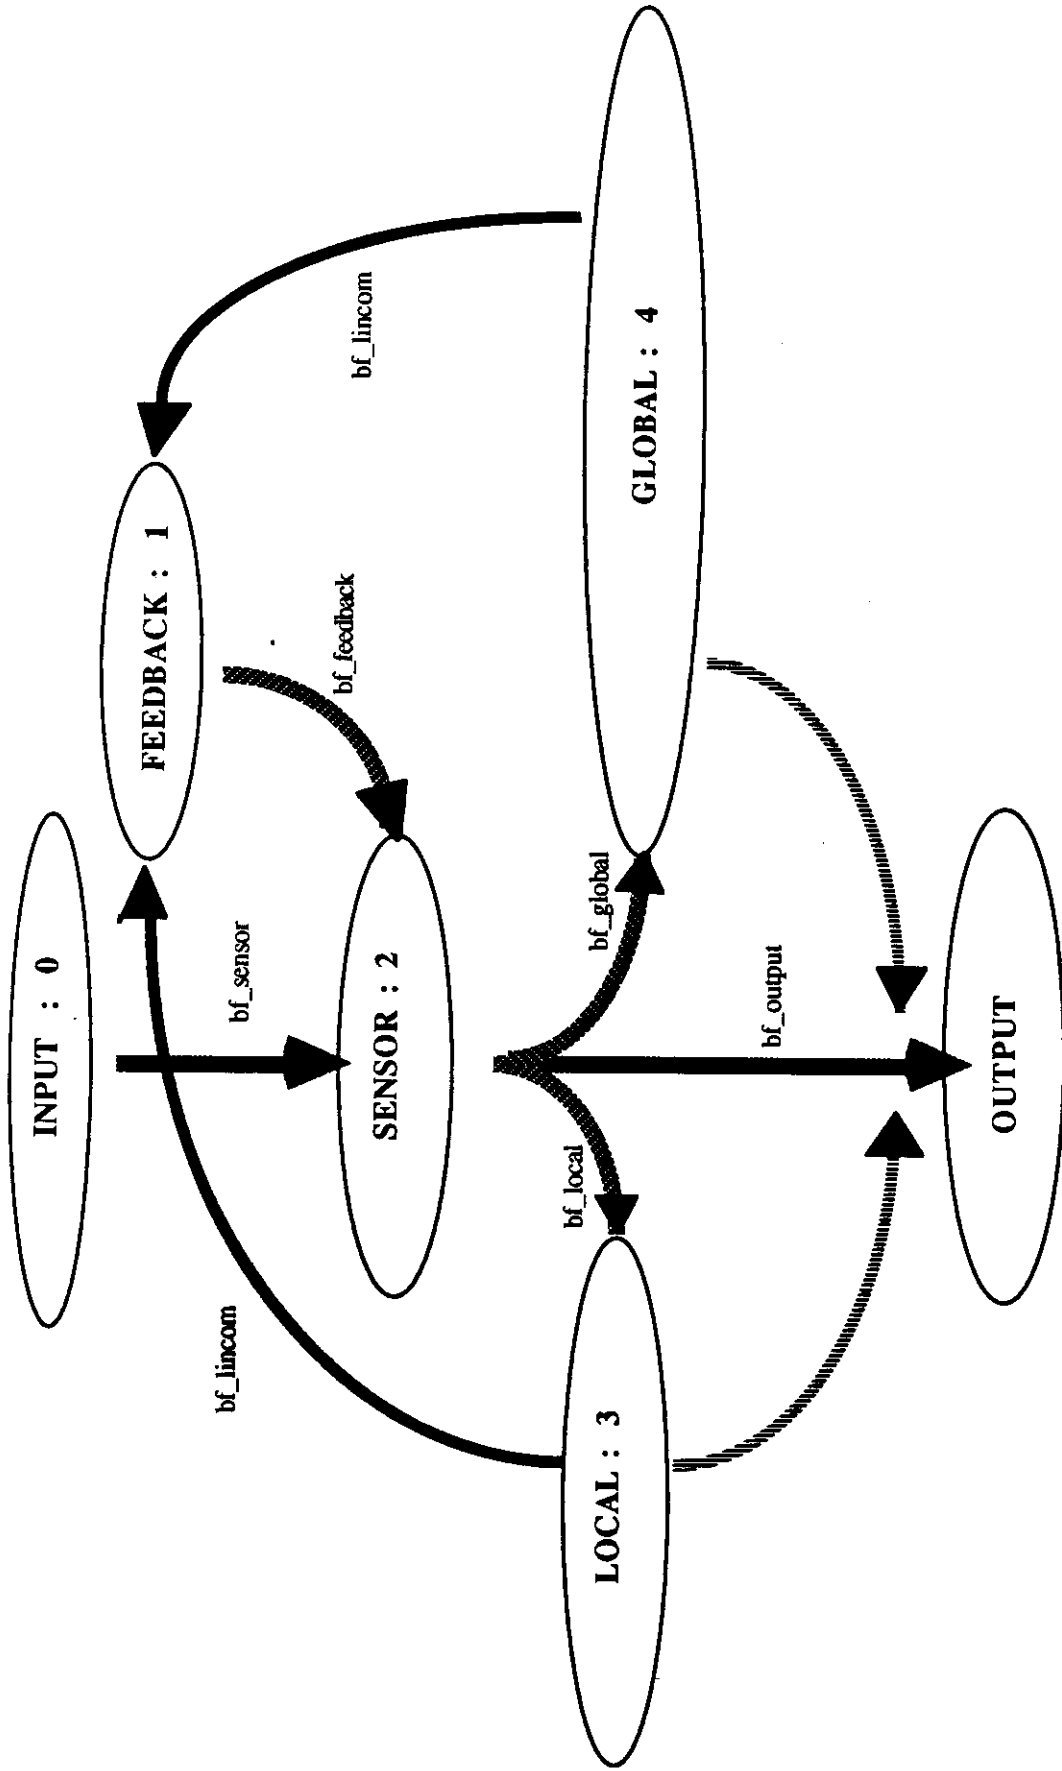 INPUT : 0
FEEDBACK : 1
bf_lincom
bf_sensor
bf_feedback
bf_lincom
SENSOR : 2
bf_local
bf_global
LOCAL : 3
GLOBAL : 4
bf_output
OUTPUT